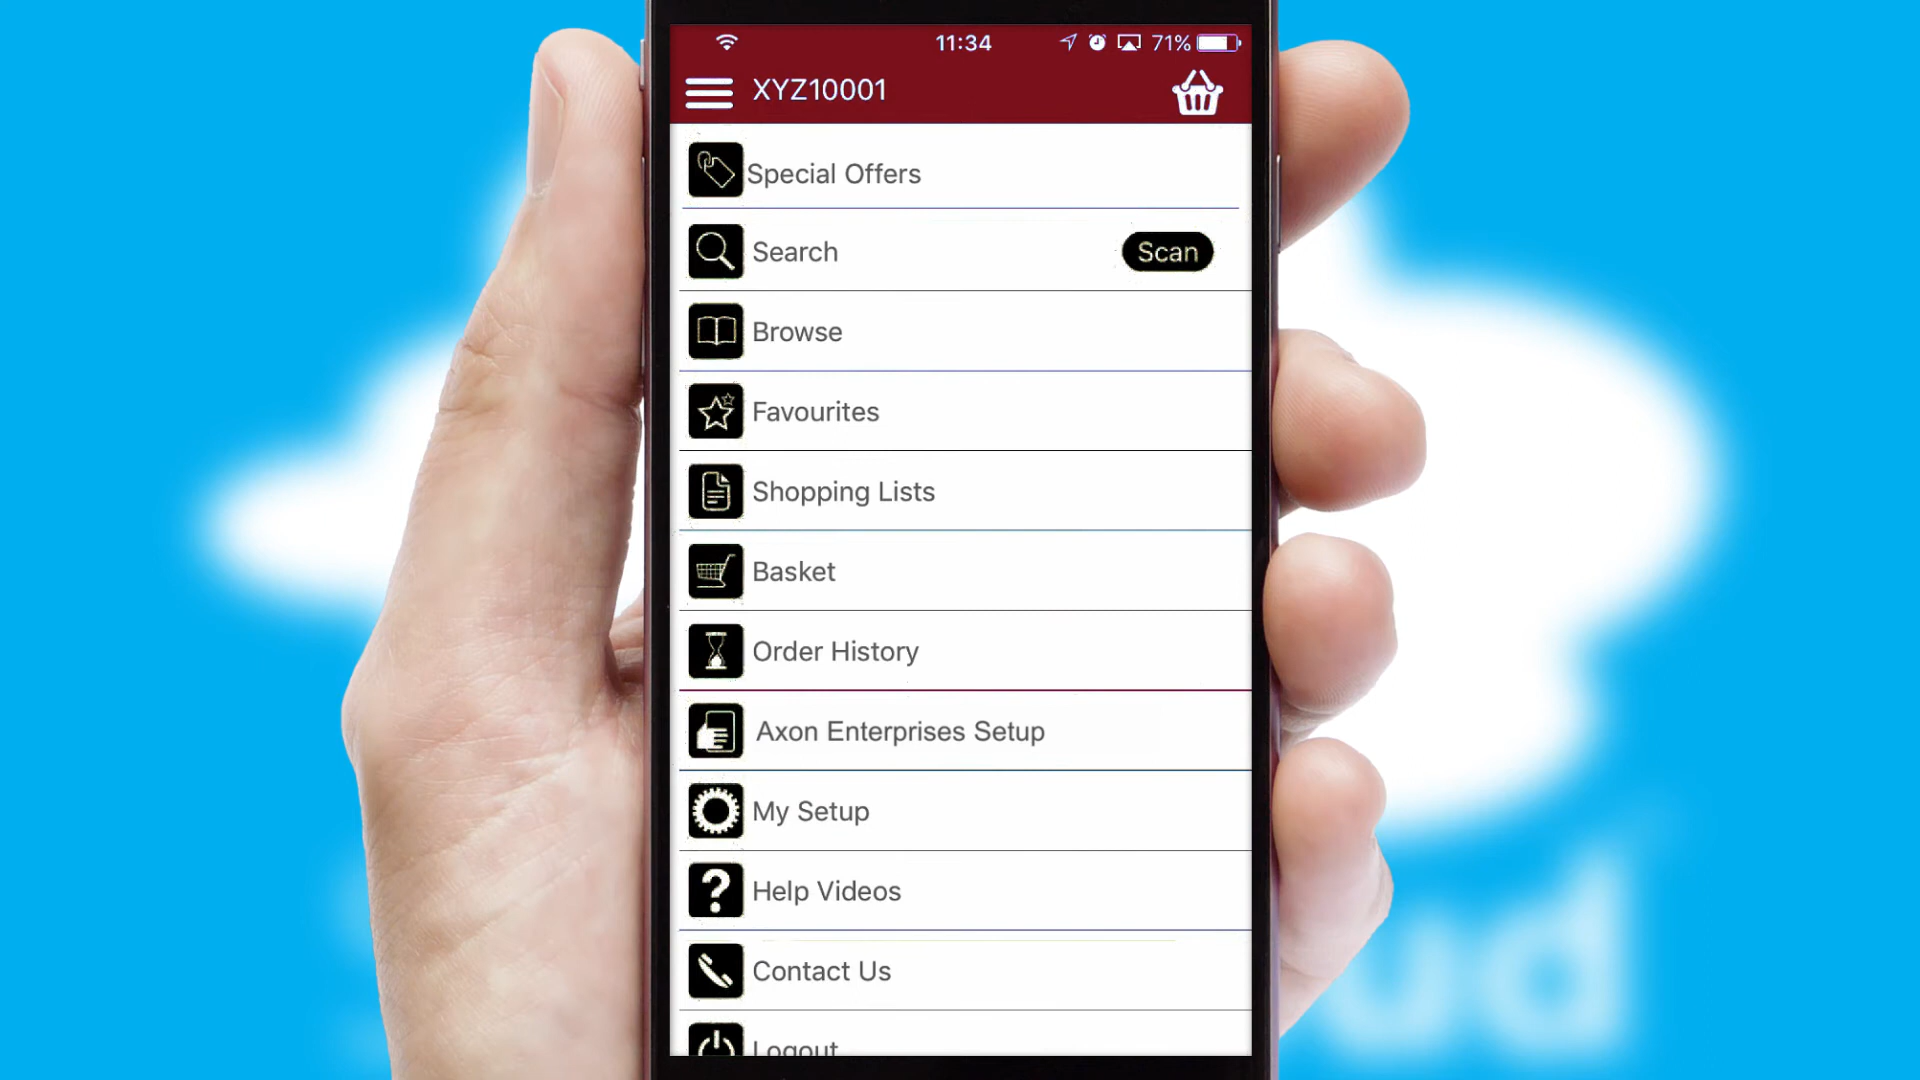 11:34 71%
XYZ10001
Special Offers
Search Scan
Browse
Favourites
Shopping Lists
Basket
Order History
Axon Enterprises Setup
My Setup
Help Videos
Contact Us
Logout